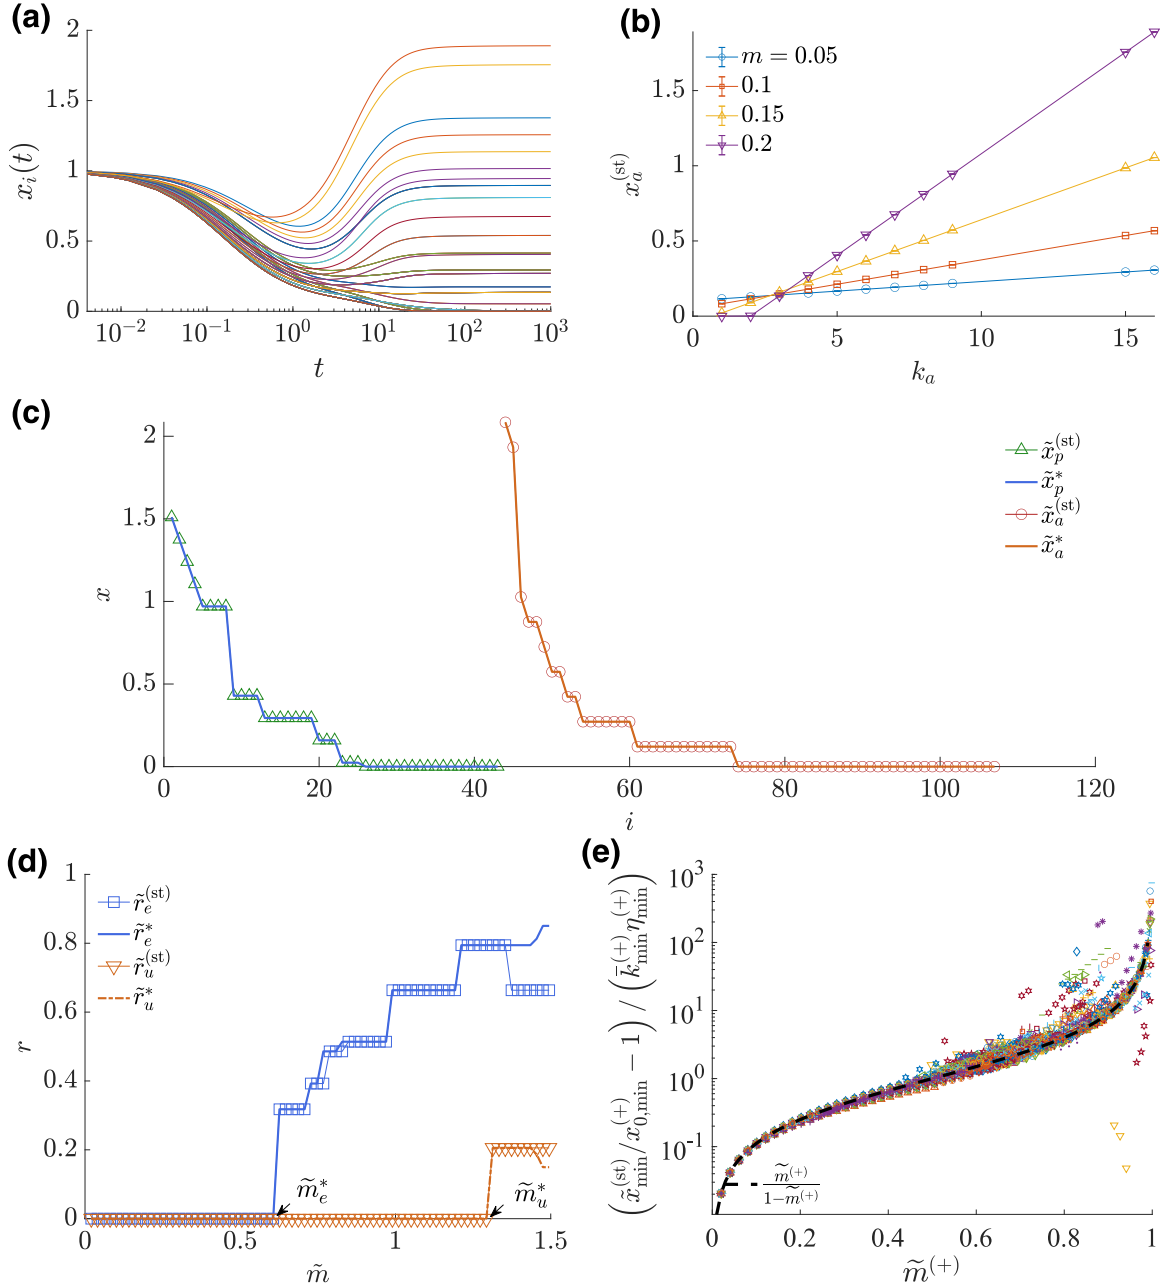 (a)
2
1.5
1
0.5
0
x_i(t)
10^{-2} 10^{-1} 10^0 10^1 10^2 10^3
t
(b)
m = 0.05
0.1
0.15
0.2
1.5
1
0.5
0
x_a^{(st)}
0 5 10 15
k_a
(c)
2
1.5
1
0.5
0
x
0 20 40 60 80 100 120
i
x̃_p^{(st)}
x̃_p^*
x̃_a^{(st)}
x̃_a^*
(d)
1
0.8
0.6
0.4
0.2
0
r
r̃_e^{(st)}
r̃_e^*
r̃_u^{(st)}
r̃_u^*
m̃_e^*
m̃_u^*
0 0.5 1 1.5
m̃
(e)
10^3
10^2
10^1
10^0
10^{-1}
(x̃_{min}^{(st)}/x_{0,min}^{(+)} − 1) / (k̄_{min}^{(+)} η_{min}^{(+)})
m̃^{(+)}
1−m̃^{(+)}
0 0.2 0.4 0.6 0.8 1
m̃^{(+)}